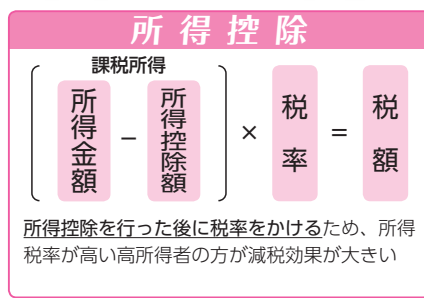 所得控除
課税所得
( 所得金額 − 所得控除額 ) × 税率 = 税額
所得控除を行った後に税率をかけるため、所得
税率が高い高所得者の方が減税効果が大きい